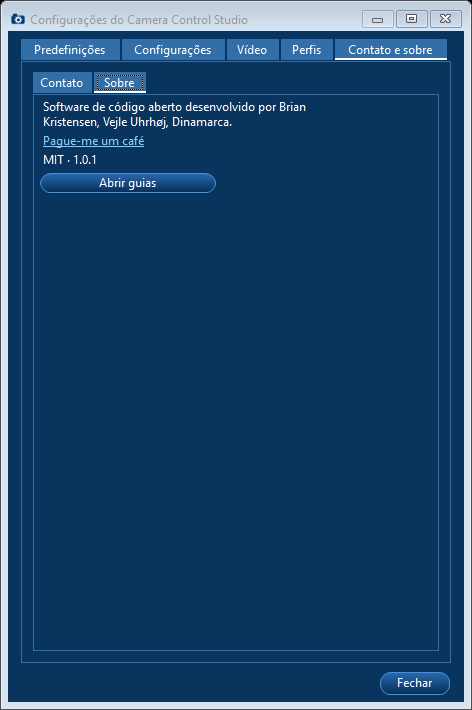 Configurações do Camera Control Studio
Predefinições Configurações Vídeo Perfis Contato e sobre
Contato Sobre
Software de código aberto desenvolvido por Brian
Kristensen, Vejle Uhrhøj, Dinamarca.
Pague-me um café
MIT · 1.0.1
Abrir guias
Fechar